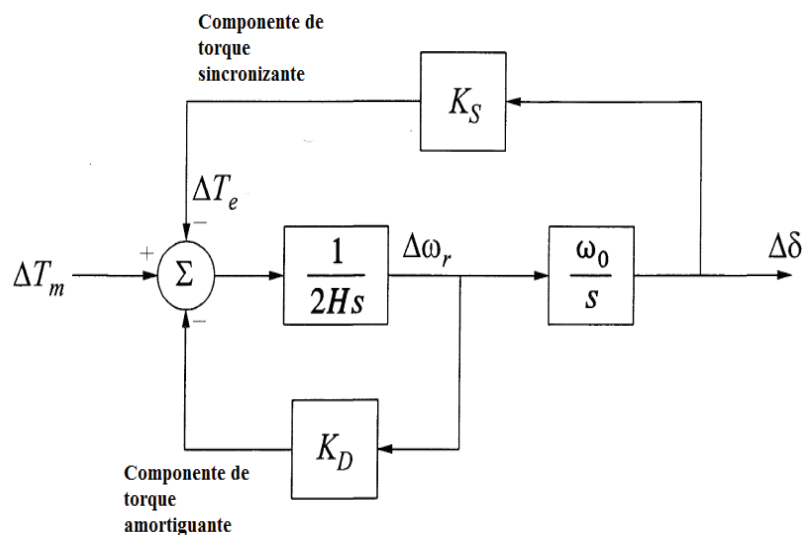 Componente de
torque
sincronizante
K_S
ΔT_e
−
+
ΔT_m
Σ
1
2Hs
Δω_r
ω_0
s
Δδ
−
K_D
Componente de
torque
amortiguante